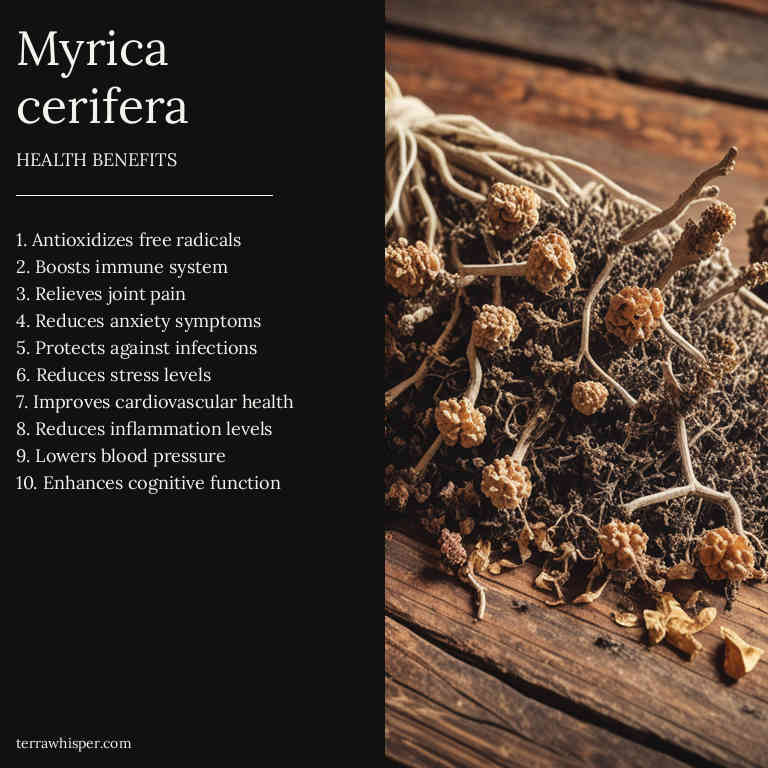 Myrica
cerifera
HEALTH BENEFITS
1. Antioxidizes free radicals
2. Boosts immune system
3. Relieves joint pain
4. Reduces anxiety symptoms
5. Protects against infections
6. Reduces stress levels
7. Improves cardiovascular health
8. Reduces inflammation levels
9. Lowers blood pressure
10. Enhances cognitive function
terrawhisper.com